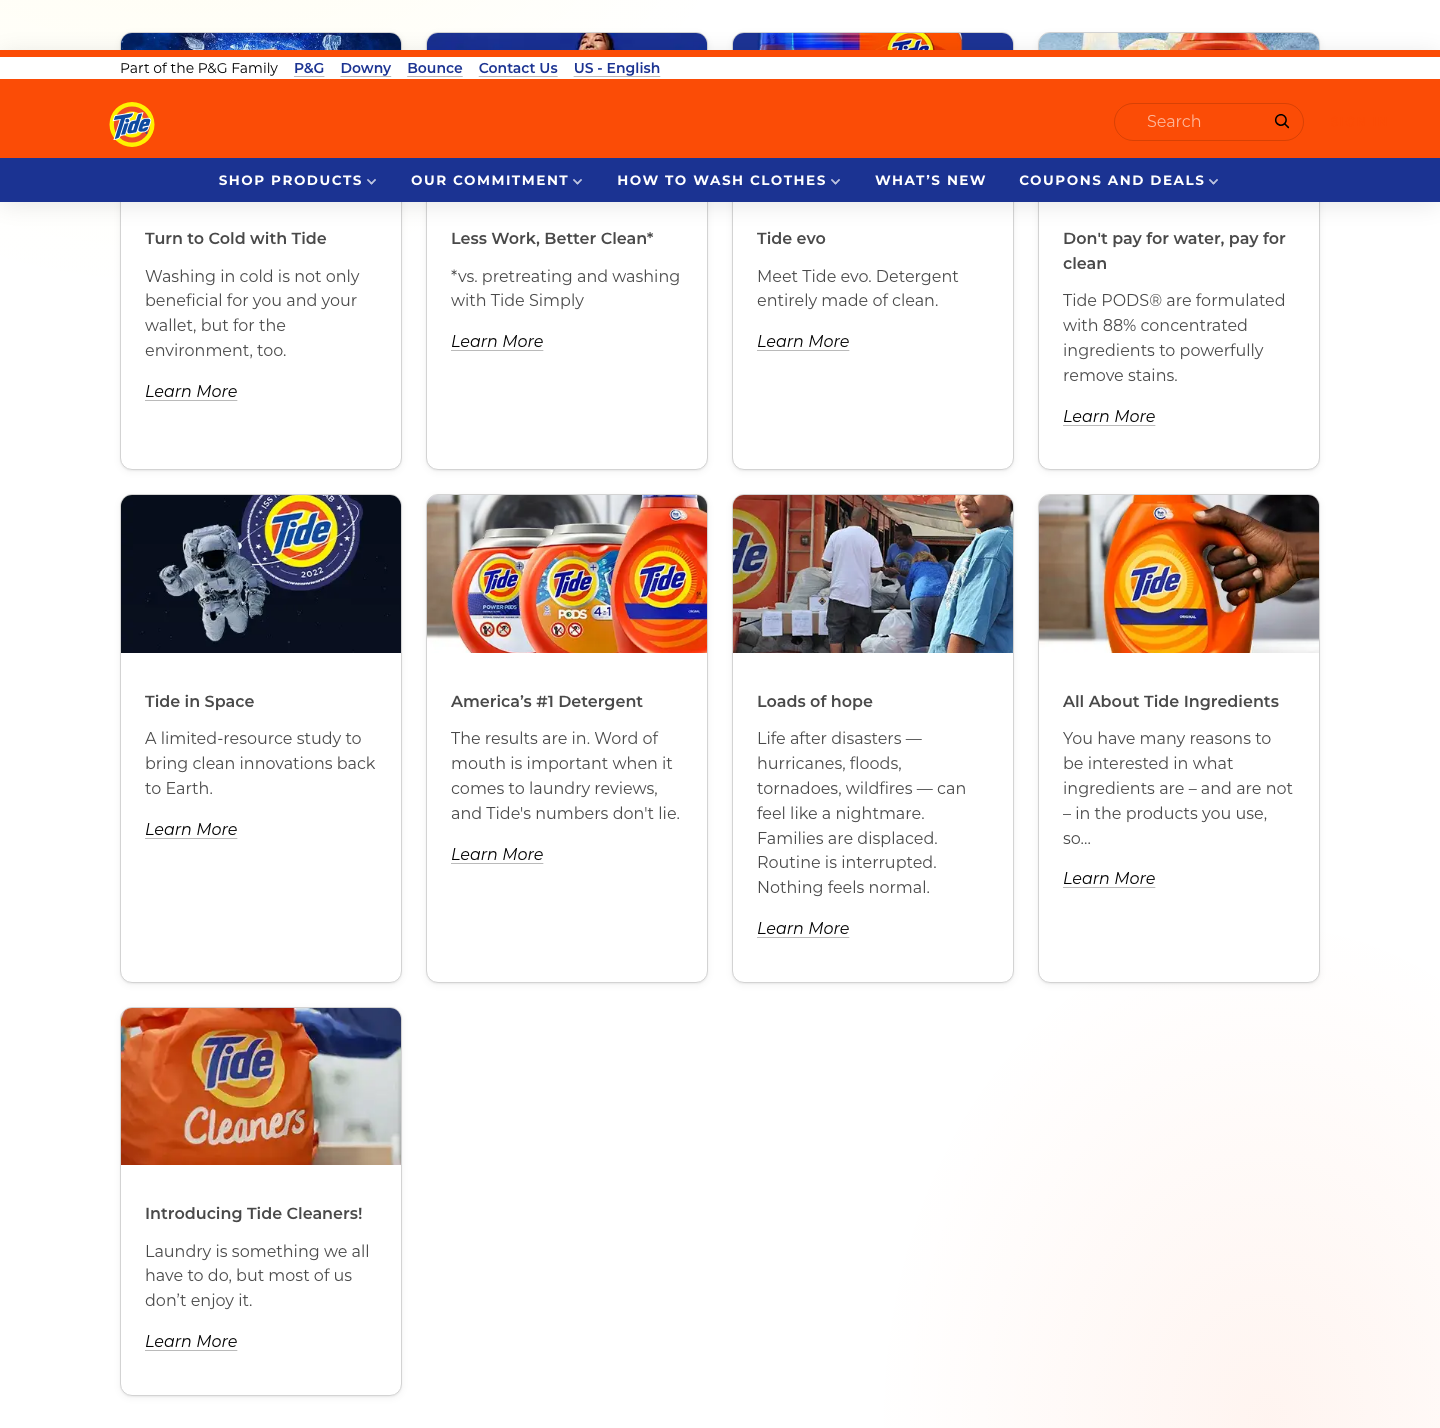 Tide
Part of the P&G Family P&G Downy Bounce Contact Us US - English
Tide
Search
SHOP PRODUCTS OUR COMMITMENT HOW TO WASH CLOTHES WHAT'S NEW COUPONS AND DEALS
Turn to Cold with Tide
Washing in cold is not only
beneficial for you and your
wallet, but for the
environment, too.
Learn More
Less Work, Better Clean*
*vs. pretreating and washing
with Tide Simply
Learn More
Tide evo
Meet Tide evo. Detergent
entirely made of clean.
Learn More
Don't pay for water, pay for
clean
Tide PODS® are formulated
with 88% concentrated
ingredients to powerfully
remove stains.
Learn More
Tide
2022
Tide in Space
A limited-resource study to
bring clean innovations back
to Earth.
Learn More
Tide
POWER PODS
Tide
PODS
4in1
Tide
ORIGINAL
America’s #1 Detergent
The results are in. Word of
mouth is important when it
comes to laundry reviews,
and Tide's numbers don't lie.
Learn More
de
Loads of hope
Life after disasters —
hurricanes, floods,
tornadoes, wildfires — can
feel like a nightmare.
Families are displaced.
Routine is interrupted.
Nothing feels normal.
Learn More
Tide
ORIGINAL
All About Tide Ingredients
You have many reasons to
be interested in what
ingredients are – and are not
– in the products you use,
so...
Learn More
Tide
Cleaners
Introducing Tide Cleaners!
Laundry is something we all
have to do, but most of us
don’t enjoy it.
Learn More